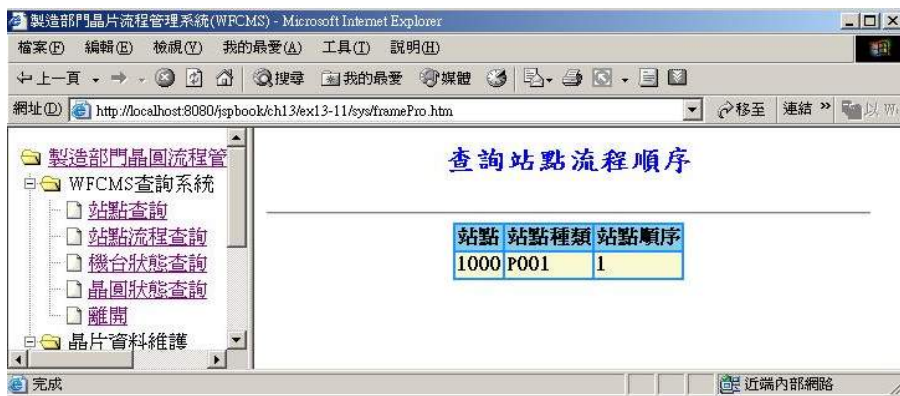 製造部門晶片流程管理系統(WFCMS) - Microsoft Internet Explorer
檔案(F) 編輯(E) 檢視(V) 我的最愛(A) 工具(T) 說明(H)
上一頁 搜尋 我的最愛 媒體
網址(D) http://localhost:8080/jspbook/ch13/ex13-11/sys/framePro.htm 移至 連結 »
製造部門晶圓流程管
WFCMS查詢系統
站點查詢
站點流程查詢
機台狀態查詢
晶圓狀態查詢
離開
晶片資料維護
查詢站點流程順序
站點 站點種類 站點順序
1000 P001 1
完成 近端內部網路